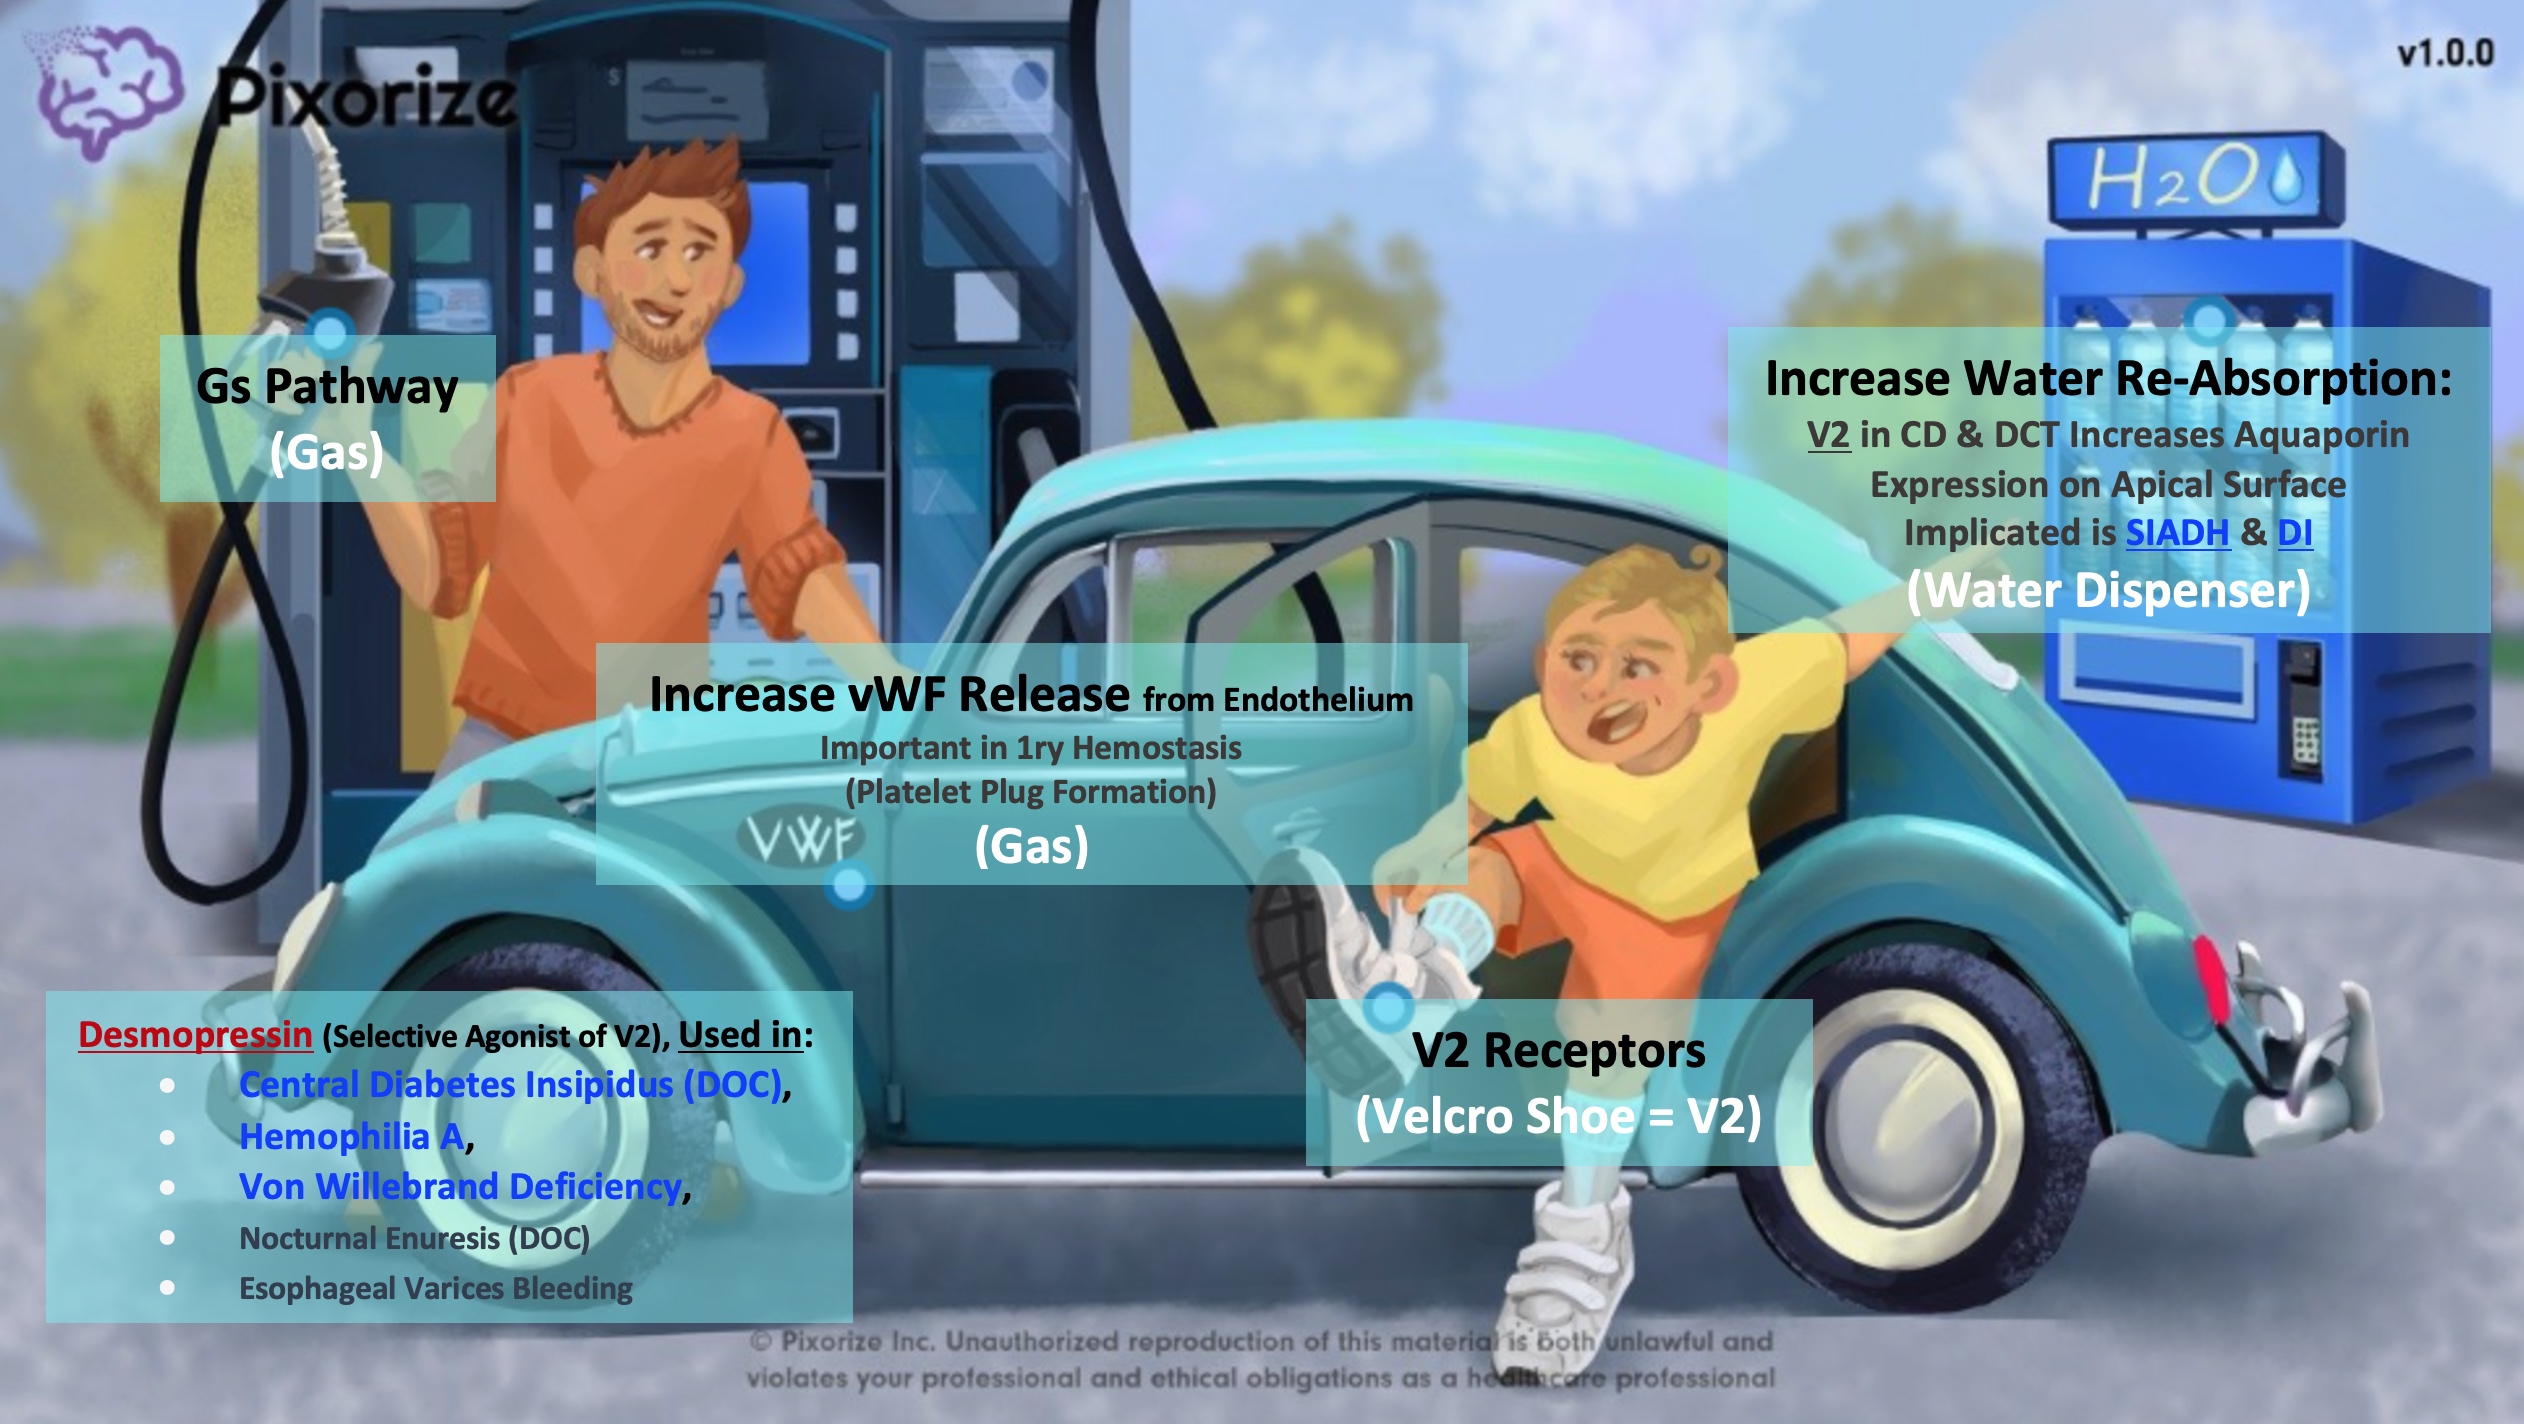 Pixorize
v1.0.0
H2O
Gs Pathway
(Gas)
Increase Water Re-Absorption:
V2 in CD & DCT Increases Aquaporin
Expression on Apical Surface
Implicated is SIADH & DI
(Water Dispenser)
Increase vWF Release from Endothelium
Important in 1ry Hemostasis
(Platelet Plug Formation)
(Gas)
VWF
Desmopressin (Selective Agonist of V2), Used in:
• Central Diabetes Insipidus (DOC),
• Hemophilia A,
• Von Willebrand Deficiency,
• Nocturnal Enuresis (DOC)
• Esophageal Varices Bleeding
V2 Receptors
(Velcro Shoe = V2)
© Pixorize Inc. Unauthorized reproduction of this material is both unlawful and
violates your professional and ethical obligations as a healthcare professional